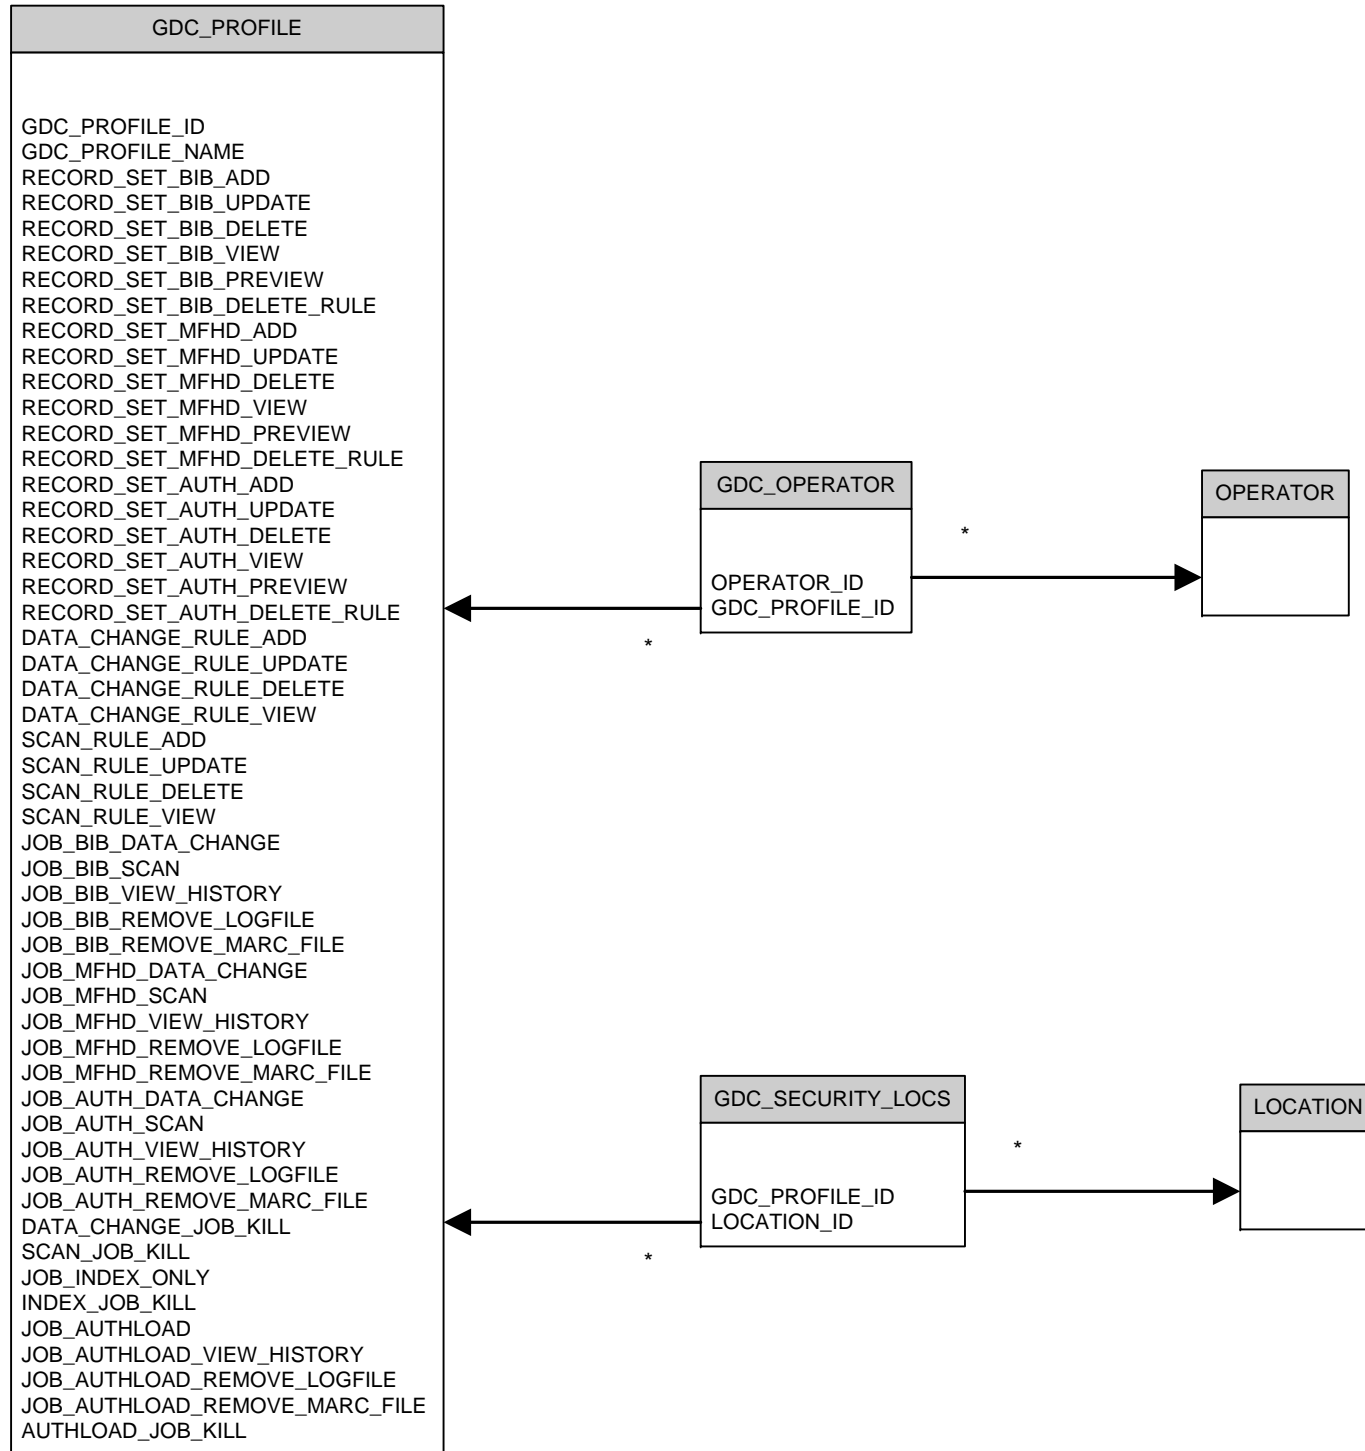 GDC_PROFILE
GDC_PROFILE_ID
GDC_PROFILE_NAME
RECORD_SET_BIB_ADD
RECORD_SET_BIB_UPDATE
RECORD_SET_BIB_DELETE
RECORD_SET_BIB_VIEW
RECORD_SET_BIB_PREVIEW
RECORD_SET_BIB_DELETE_RULE
RECORD_SET_MFHD_ADD
RECORD_SET_MFHD_UPDATE
RECORD_SET_MFHD_DELETE
RECORD_SET_MFHD_VIEW
RECORD_SET_MFHD_PREVIEW
RECORD_SET_MFHD_DELETE_RULE
RECORD_SET_AUTH_ADD
RECORD_SET_AUTH_UPDATE
RECORD_SET_AUTH_DELETE
RECORD_SET_AUTH_VIEW
RECORD_SET_AUTH_PREVIEW
RECORD_SET_AUTH_DELETE_RULE
DATA_CHANGE_RULE_ADD
DATA_CHANGE_RULE_UPDATE
DATA_CHANGE_RULE_DELETE
DATA_CHANGE_RULE_VIEW
SCAN_RULE_ADD
SCAN_RULE_UPDATE
SCAN_RULE_DELETE
SCAN_RULE_VIEW
JOB_BIB_DATA_CHANGE
JOB_BIB_SCAN
JOB_BIB_VIEW_HISTORY
JOB_BIB_REMOVE_LOGFILE
JOB_BIB_REMOVE_MARC_FILE
JOB_MFHD_DATA_CHANGE
JOB_MFHD_SCAN
JOB_MFHD_VIEW_HISTORY
JOB_MFHD_REMOVE_LOGFILE
JOB_MFHD_REMOVE_MARC_FILE
JOB_AUTH_DATA_CHANGE
JOB_AUTH_SCAN
JOB_AUTH_VIEW_HISTORY
JOB_AUTH_REMOVE_LOGFILE
JOB_AUTH_REMOVE_MARC_FILE
DATA_CHANGE_JOB_KILL
SCAN_JOB_KILL
JOB_INDEX_ONLY
INDEX_JOB_KILL
JOB_AUTHLOAD
JOB_AUTHLOAD_VIEW_HISTORY
JOB_AUTHLOAD_REMOVE_LOGFILE
JOB_AUTHLOAD_REMOVE_MARC_FILE
AUTHLOAD_JOB_KILL
GDC_OPERATOR
OPERATOR_ID
GDC_PROFILE_ID
*
*
OPERATOR
GDC_SECURITY_LOCS
GDC_PROFILE_ID
LOCATION_ID
*
*
LOCATION